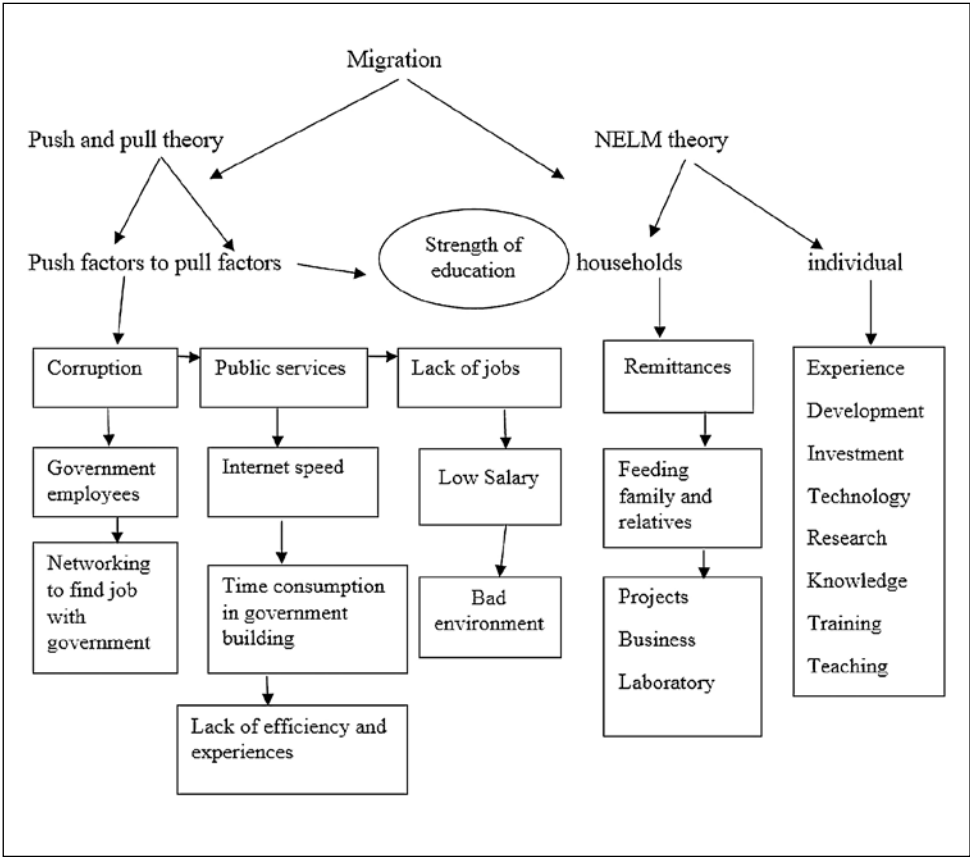 Migration
Push and pull theory
NELM theory
Push factors to pull factors
Strength of
education
households
individual
Corruption
Public services
Lack of jobs
Remittances
Experience
Development
Investment
Technology
Research
Knowledge
Training
Teaching
Government
employees
Internet speed
Low Salary
Feeding
family and
relatives
Networking
to find job
with
government
Time consumption
in government
building
Bad
environment
Projects
Business
Laboratory
Lack of efficiency and
experiences